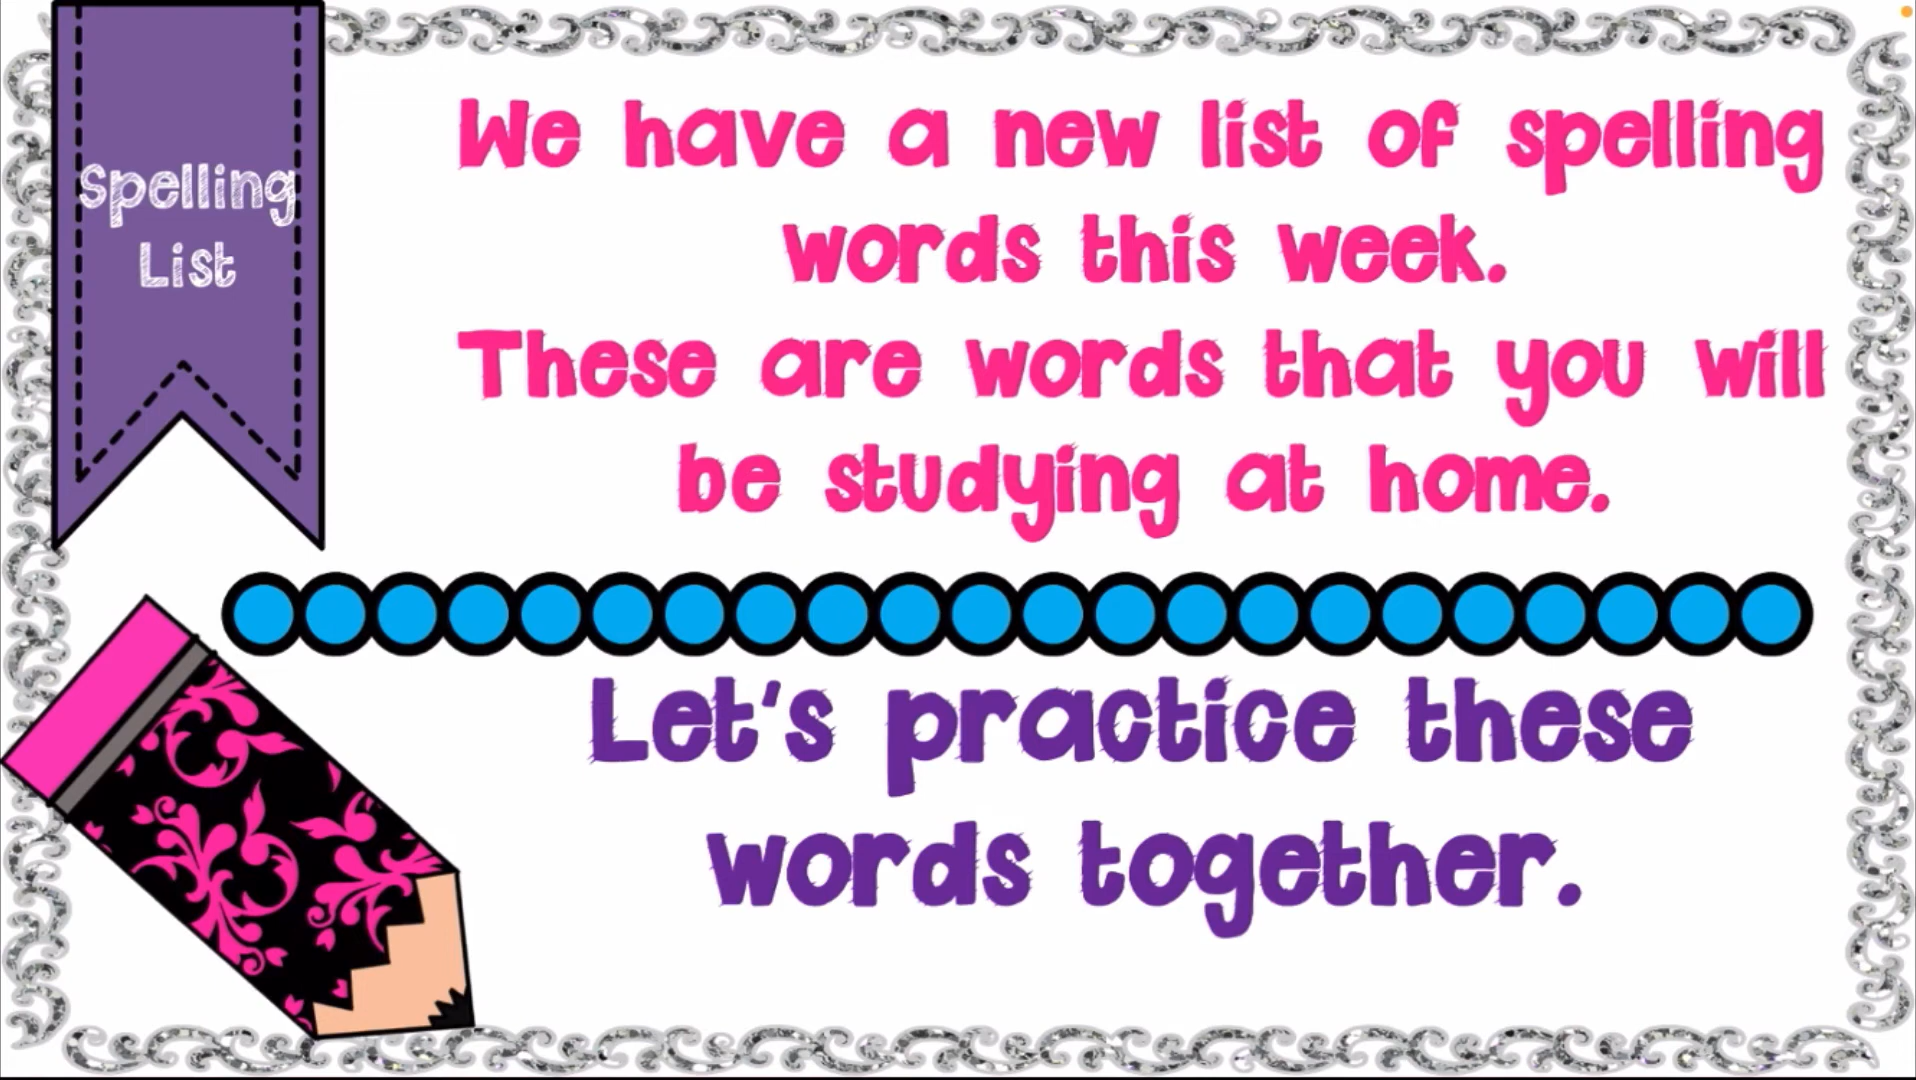 Spelling
List
We have a new list of spelling
words this week.
These are words that you will
be studying at home.
Let's practice these
words together.